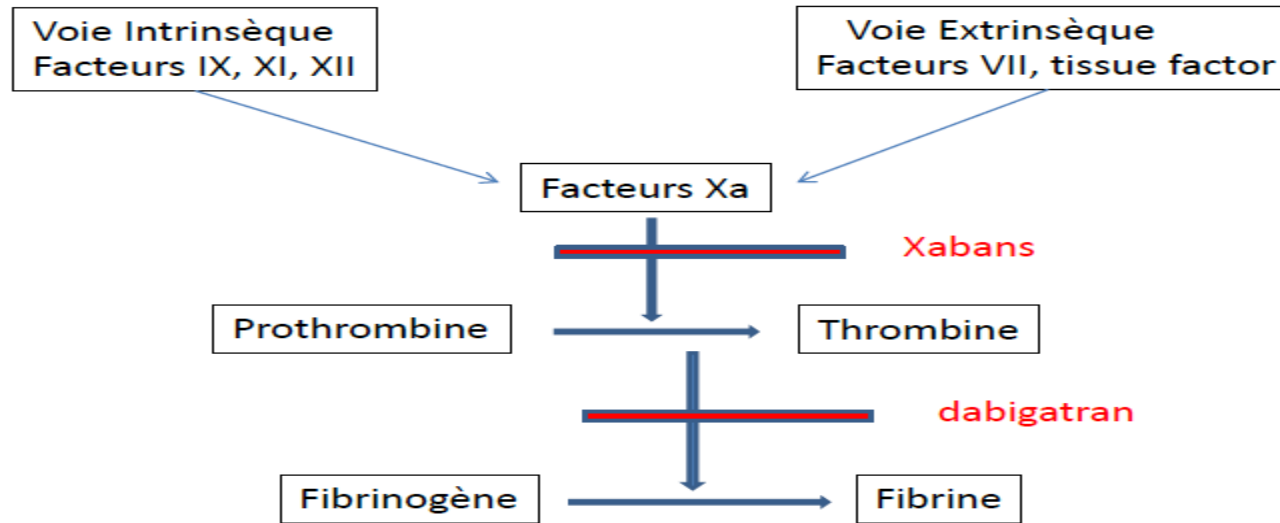 Voie Intrinsèque
Facteurs IX, XI, XII
Voie Extrinsèque
Facteurs VII, tissue factor
Facteurs Xa
Xabans
Prothrombine
Thrombine
dabigatran
Fibrinogène
Fibrine